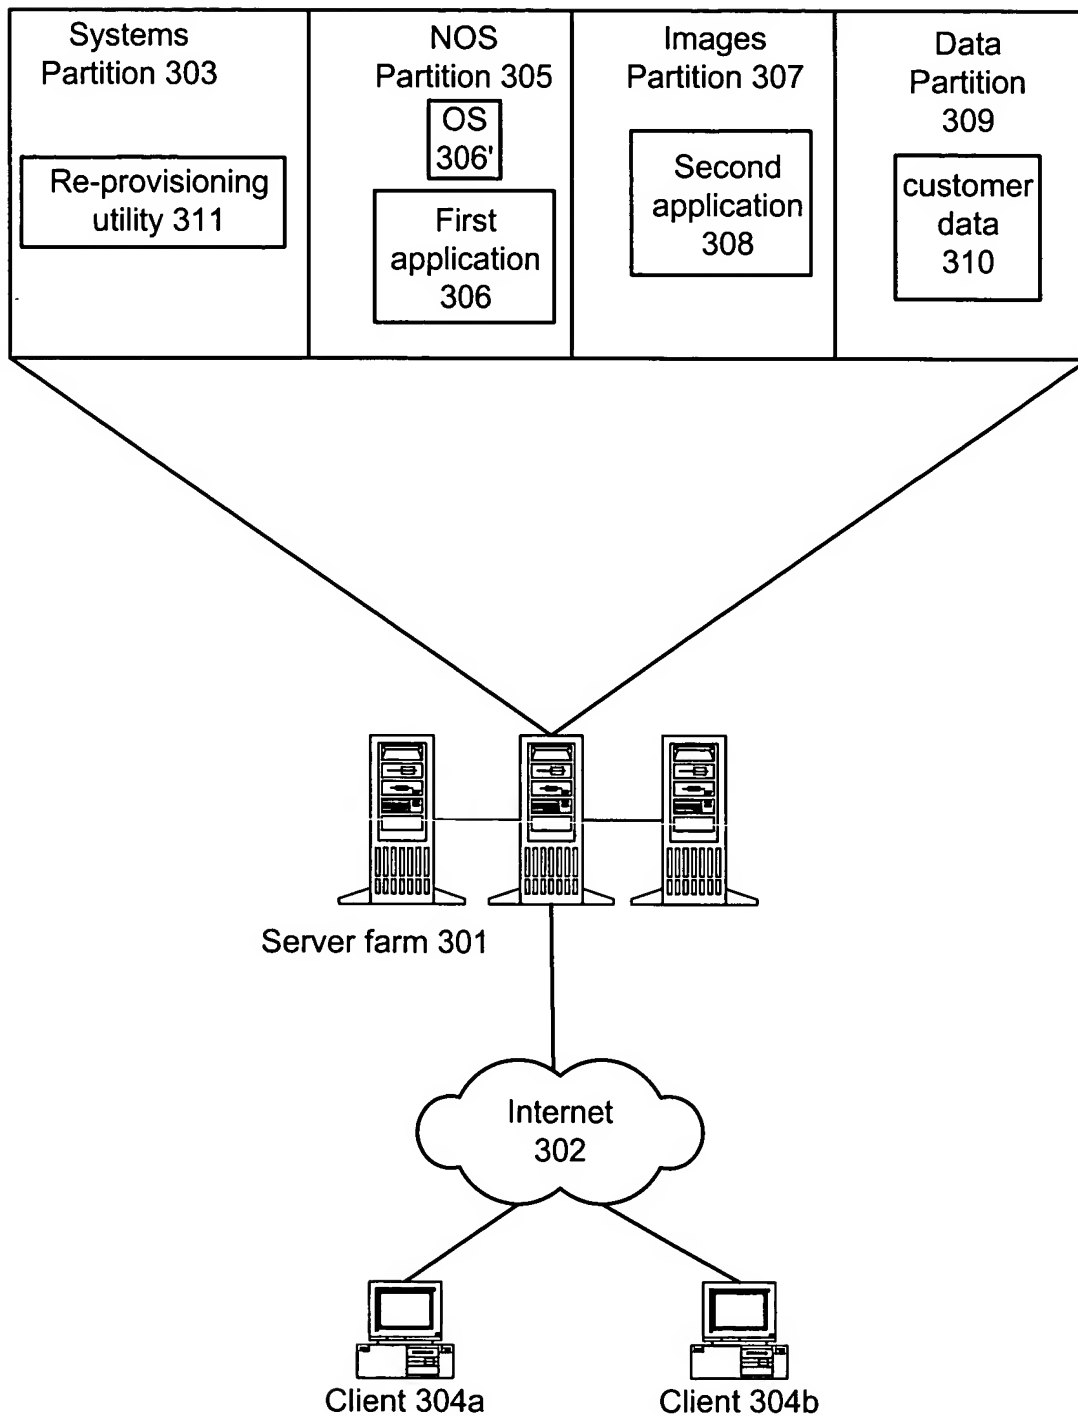 Systems
Partition 303
Re-provisioning
utility 311
NOS
Partition 305
OS
306'
First
application
306
Images
Partition 307
Second
application
308
Data
Partition
309
customer
data
310
Server farm 301
Internet
302
Client 304a
Client 304b